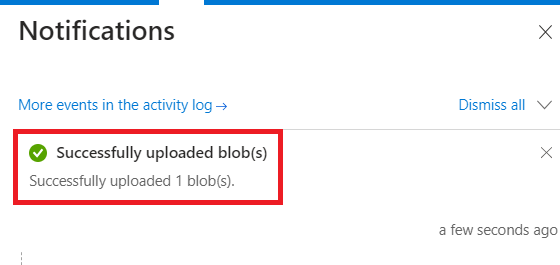 Notifications
More events in the activity log → Dismiss all
Successfully uploaded blob(s)
Successfully uploaded 1 blob(s).
a few seconds ago